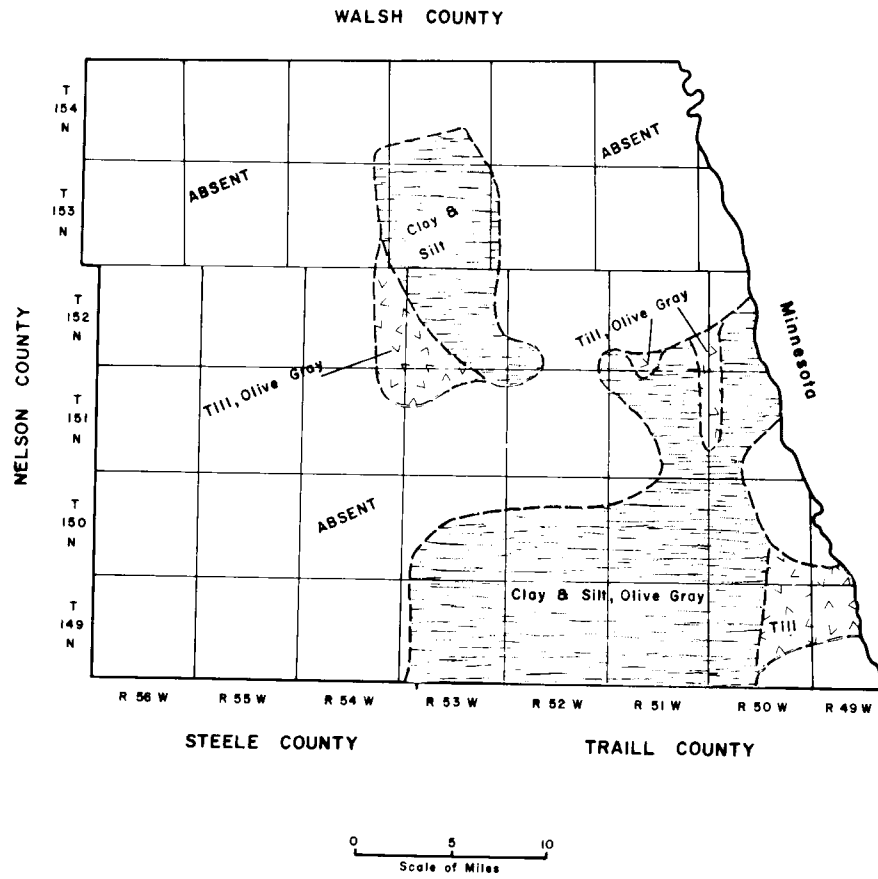 WALSH COUNTY
T
154
N
ABSENT
T
153
N
ABSENT
Clay &
Silt
T
152
N
Till, Olive Gray
Till, Olive Gray
Minnesota
NELSON COUNTY
T
151
N
T
150
N
ABSENT
Clay & Silt, Olive Gray
T
149
N
Till
R 56 W R 55 W R 54 W R 53 W R 52 W R 51 W R 50 W R 49 W
STEELE COUNTY TRAILL COUNTY
0 5 10
Scale of Miles